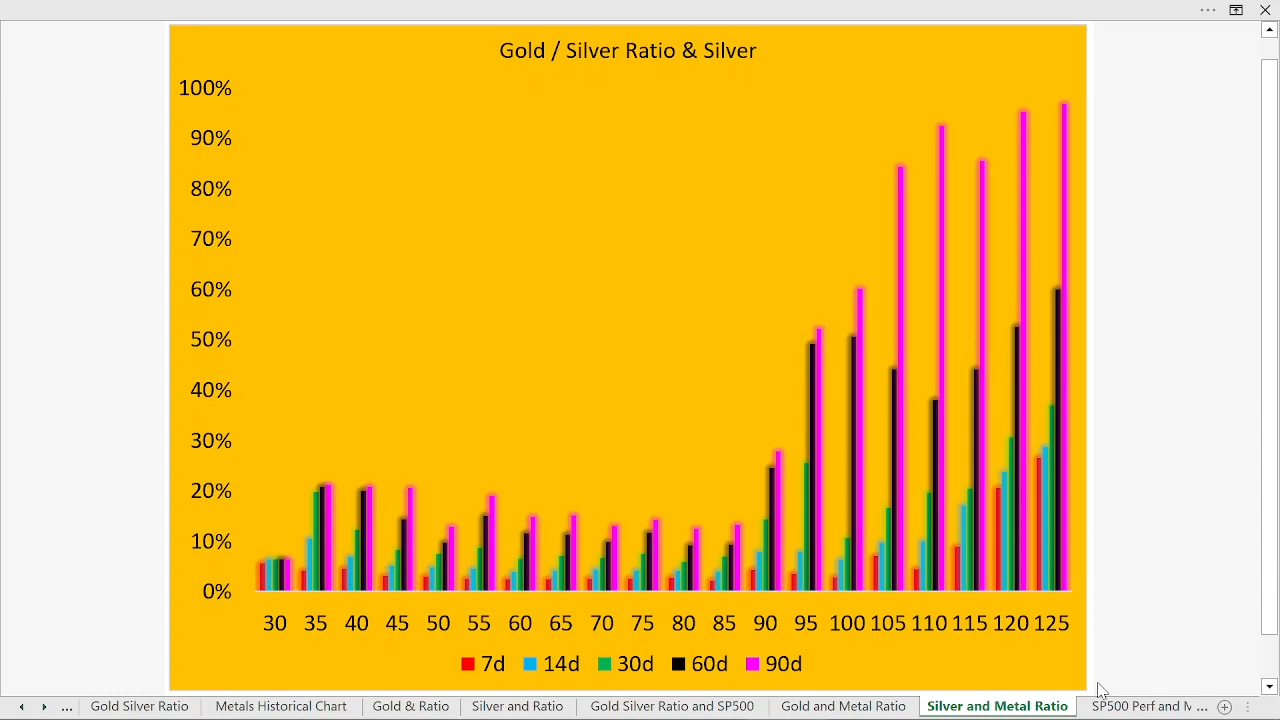 Gold / Silver Ratio & Silver
100%
90%
80%
70%
60%
50%
40%
30%
20%
10%
0%
30 35 40 45 50 55 60 65 70 75 80 85 90 95 100 105 110 115 120 125
7d 14d 30d 60d 90d
... Gold Silver Ratio Metals Historical Chart Gold & Ratio Silver and Ratio Gold Silver Ratio and SP500 Gold and Metal Ratio Silver and Metal Ratio SP500 Perf and M ...